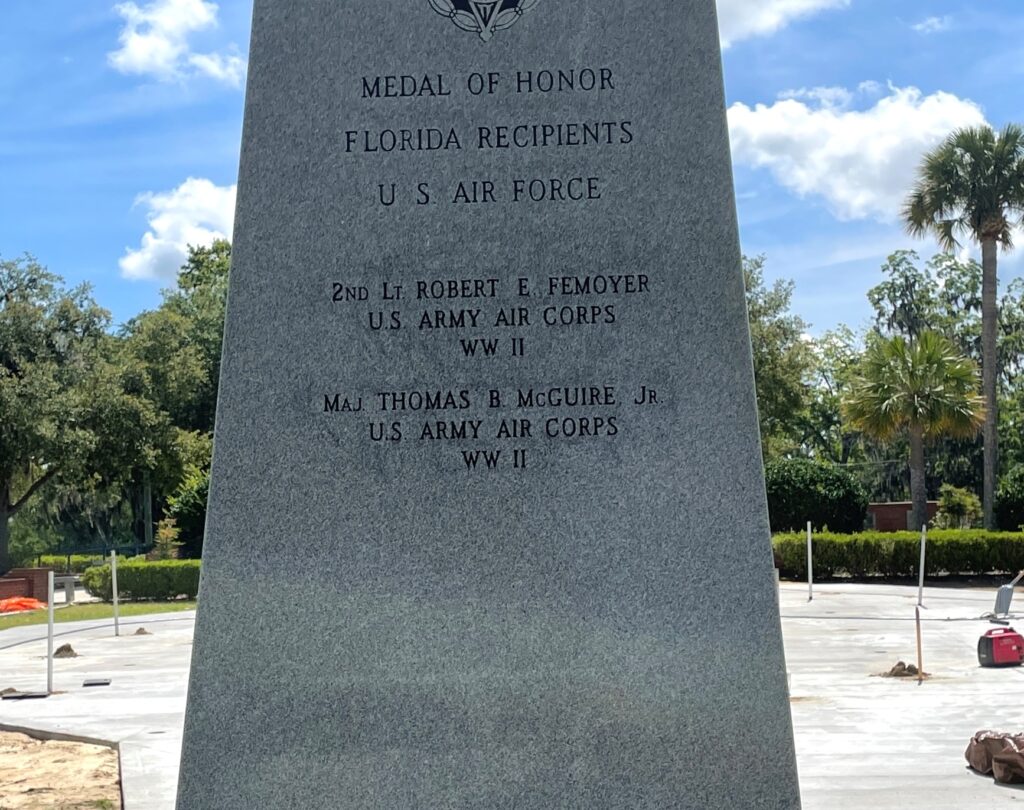 MEDAL OF HONOR
FLORIDA RECIPIENTS
U S AIR FORCE
2ND LT. ROBERT E. FEMOYER
U.S. ARMY AIR CORPS
WW II
MAJ. THOMAS B. McGUIRE, JR.
U.S. ARMY AIR CORPS
WW II